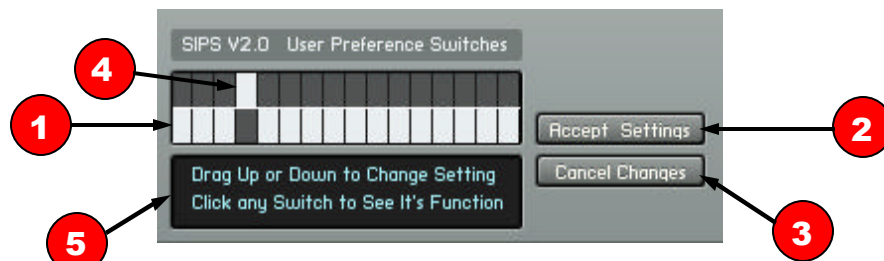 SIPS V2.0 User Preference Switches
4
1
Accept Settings
2
Drag Up or Down to Change Setting
Click any Switch to See It's Function
Cancel Changes
5
3